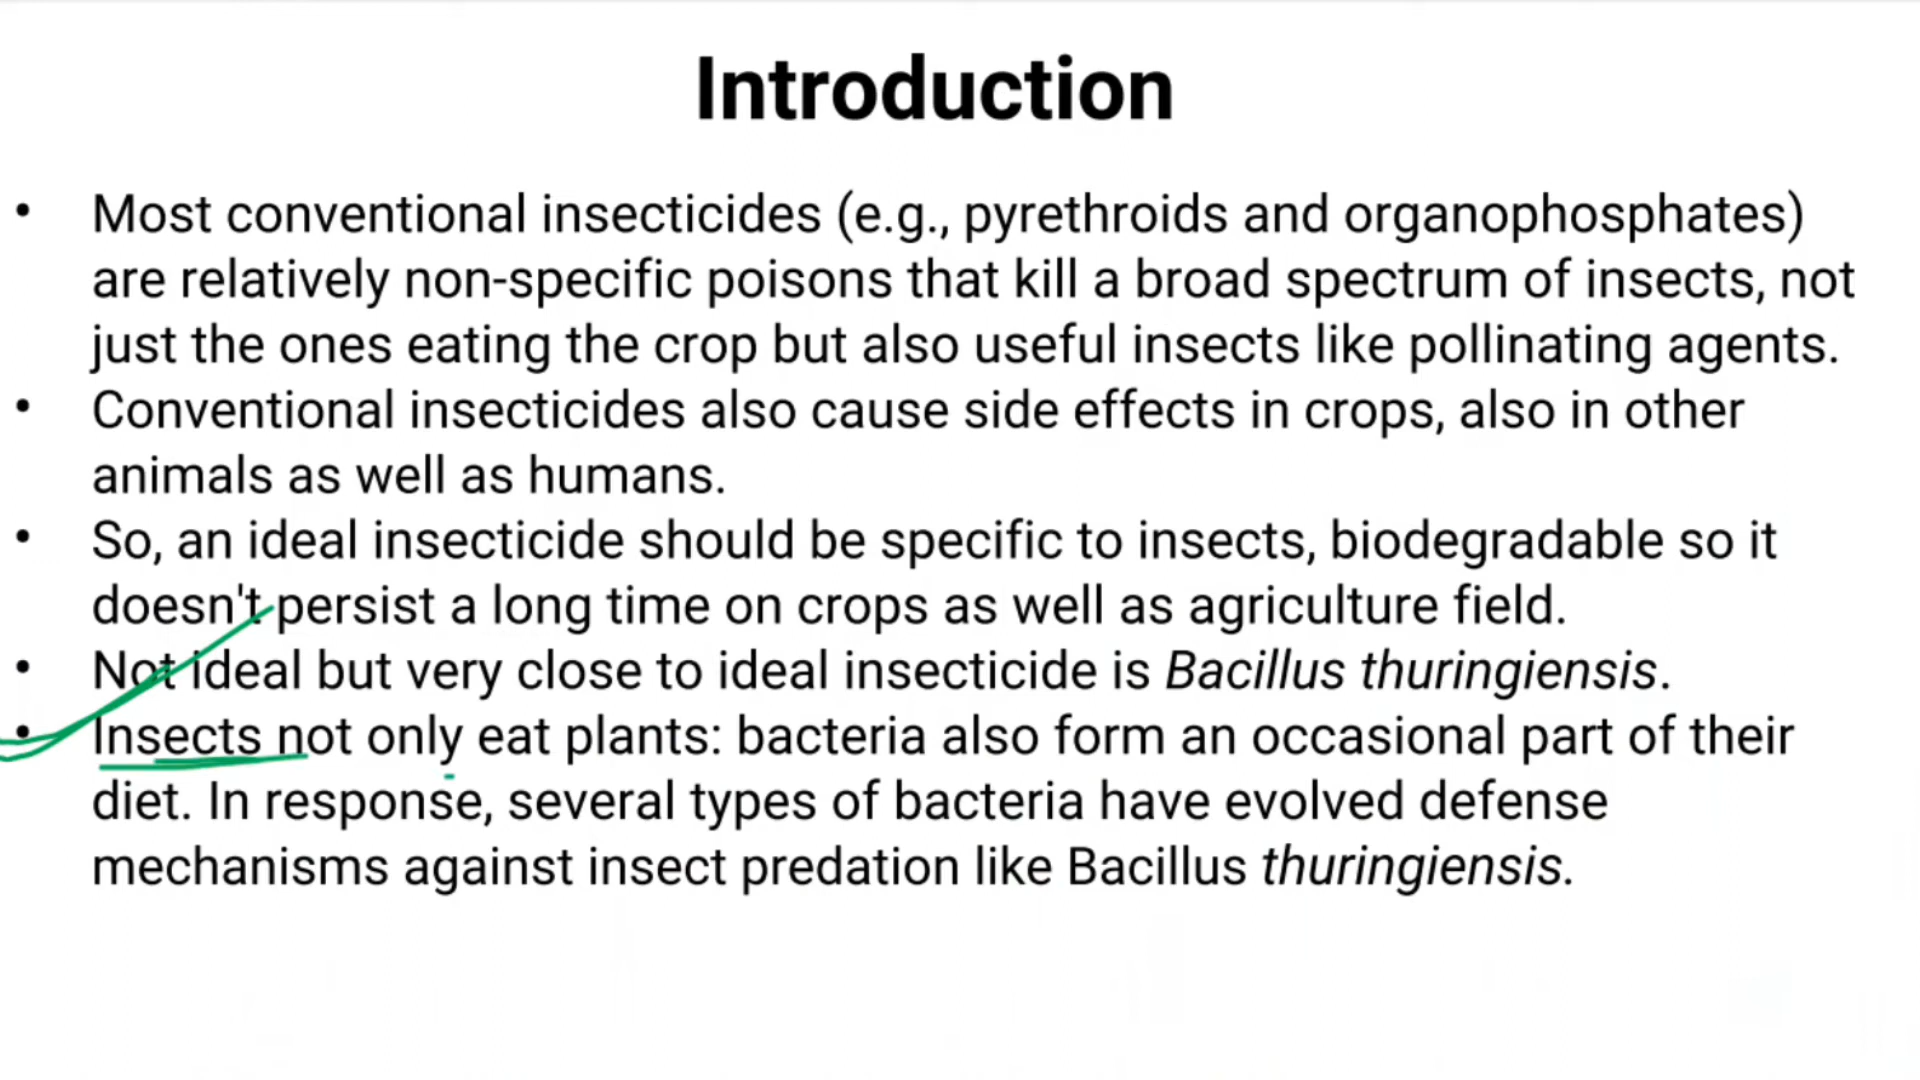 Introduction
• Most conventional insecticides (e.g., pyrethroids and organophosphates)
are relatively non-specific poisons that kill a broad spectrum of insects, not
just the ones eating the crop but also useful insects like pollinating agents.
• Conventional insecticides also cause side effects in crops, also in other
animals as well as humans.
• So, an ideal insecticide should be specific to insects, biodegradable so it
doesn't persist a long time on crops as well as agriculture field.
• Not ideal but very close to ideal insecticide is Bacillus thuringiensis.
• Insects not only eat plants: bacteria also form an occasional part of their
diet. In response, several types of bacteria have evolved defense
mechanisms against insect predation like Bacillus thuringiensis.